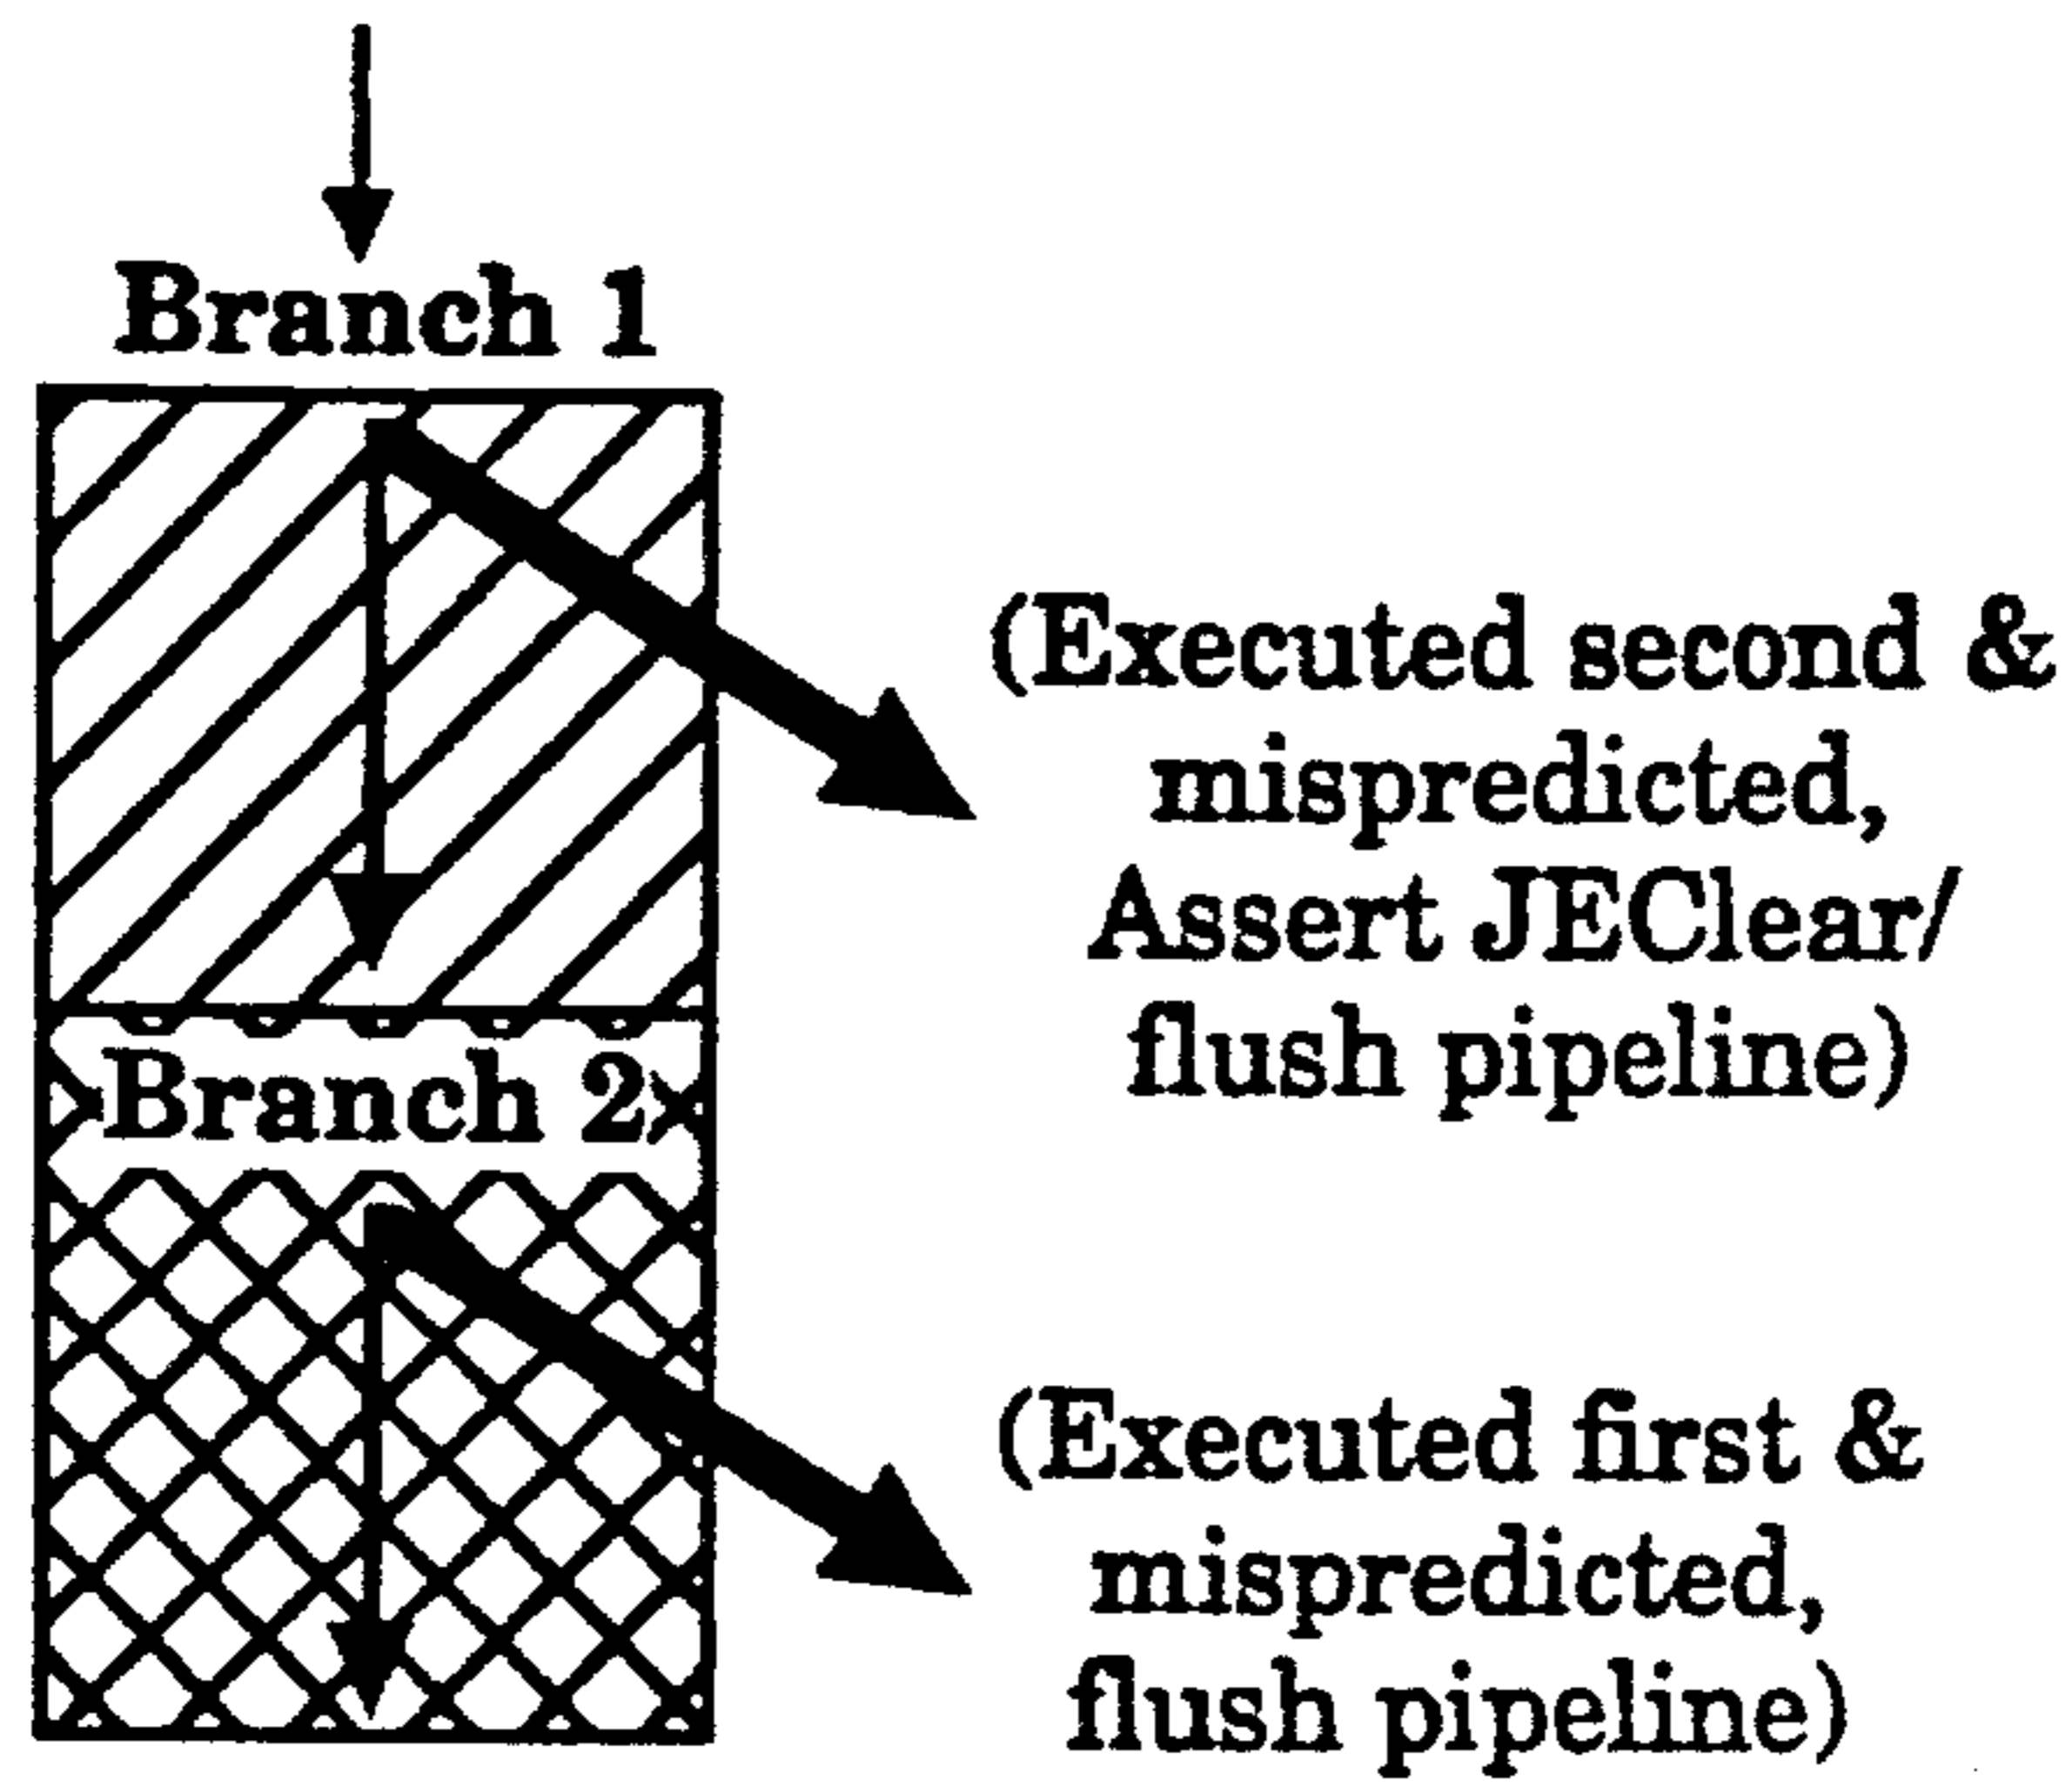 Branch 1
(Executed second &
mispredicted,
Assert JEClear/
flush pipeline)
Branch 2
(Executed first &
mispredicted,
flush pipeline)